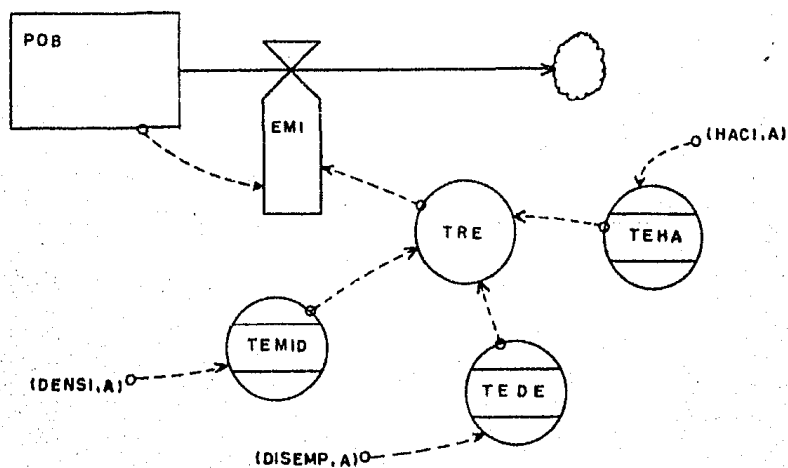 POB
EMI
(HACI,A)
TRE
TEHA
TEMID
(DENSI,A)
TEDE
(DISEMP,A)